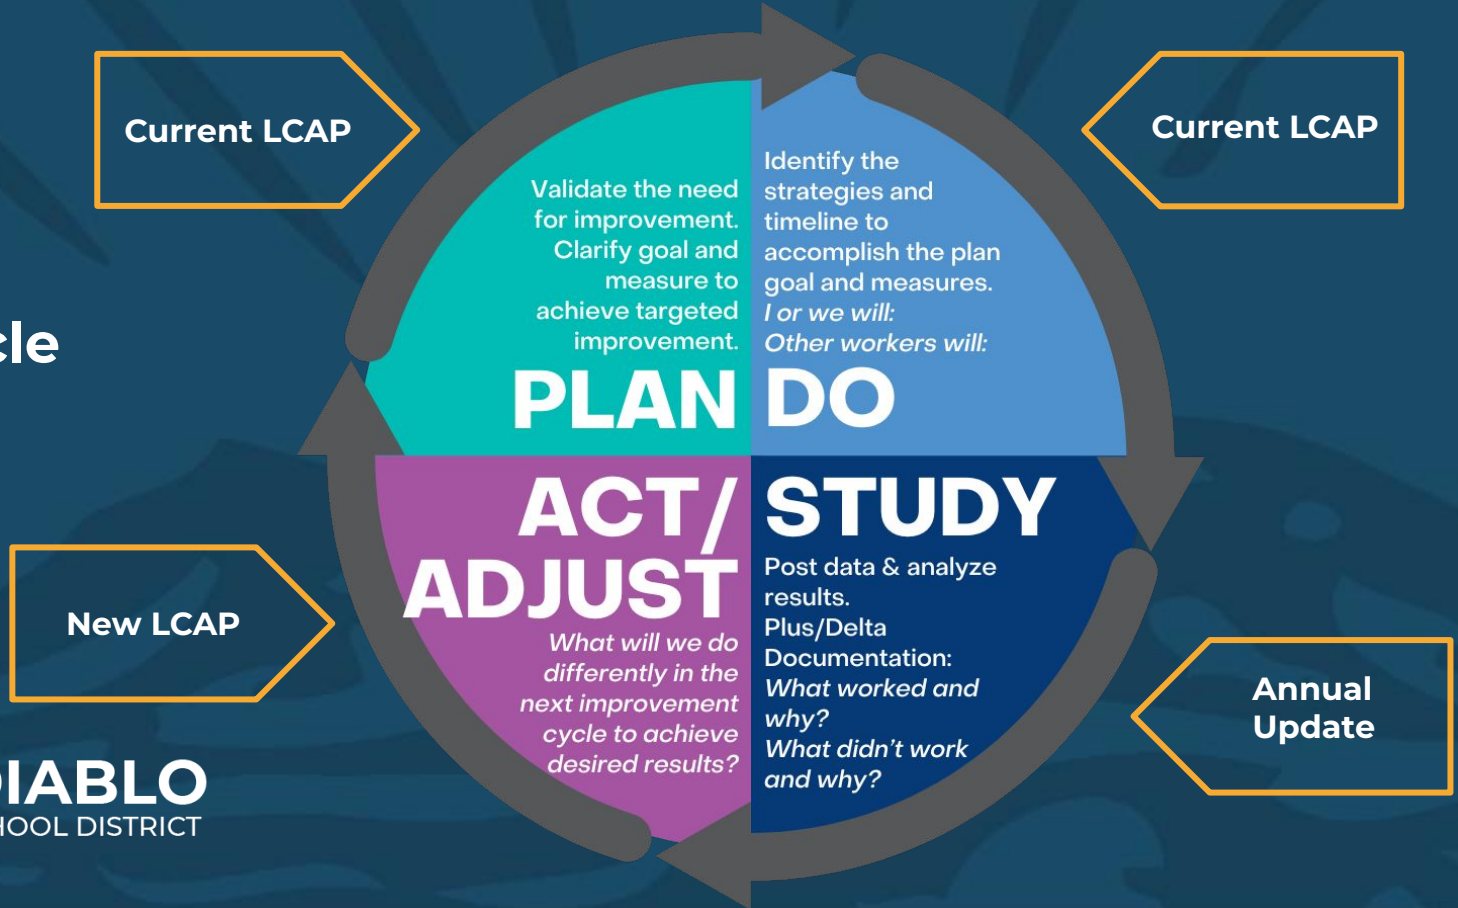 Current LCAP
Current LCAP
Validate the need
for improvement.
Clarify goal and
measure to
achieve targeted
improvement.
PLAN
Identify the
strategies and
timeline to
accomplish the plan
goal and measures.
I or we will:
Other workers will:
DO
cle
ACT/
ADJUST
What will we do
differently in the
next improvement
cycle to achieve
desired results?
STUDY
Post data & analyze
results.
Plus/Delta
Documentation:
What worked and
why?
What didn't work
and why?
New LCAP
Annual
Update
DIABLO
HOOL DISTRICT